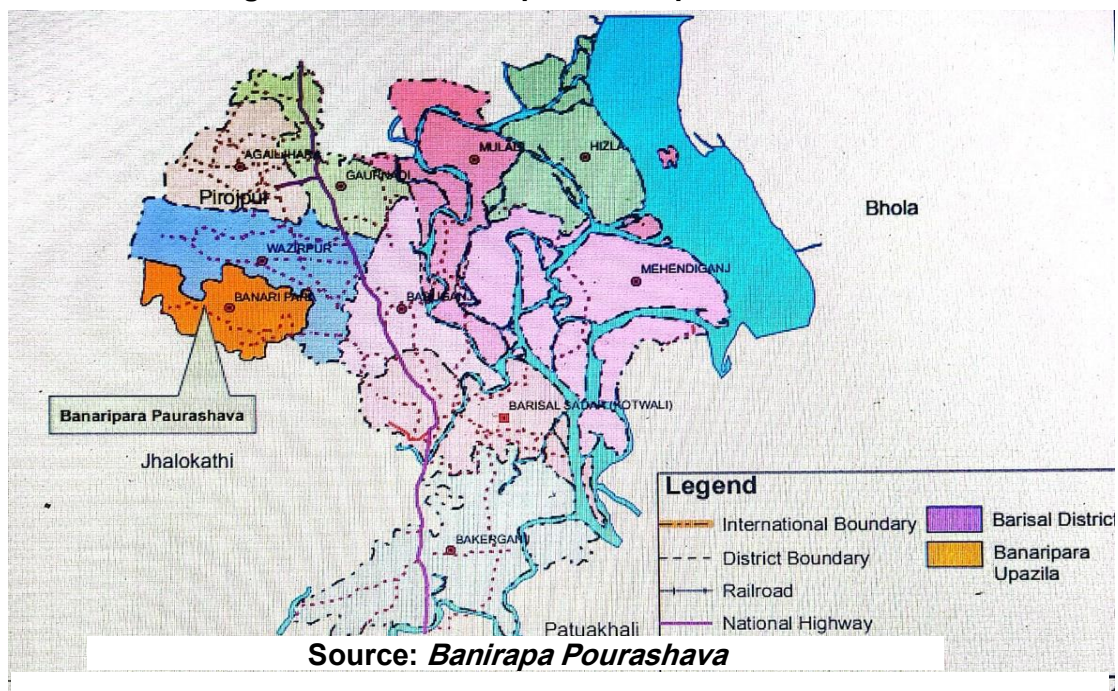 AGAILJHARA
Pirojpur
GAURNADI
MULADI
HIZLA
Bhola
WAZIRPUR
MEHENDIGANJ
BANARI PARA
BABUGANJ
Banaripara Paurashava
BARISAL SADAR (KOTWALI)
Jhalokathi
BAKERGANJ
Patuakhali
Legend
International Boundary
District Boundary
Railroad
National Highway
Barisal District
Banaripara
Upazila
Source: Banirapa Pourashava